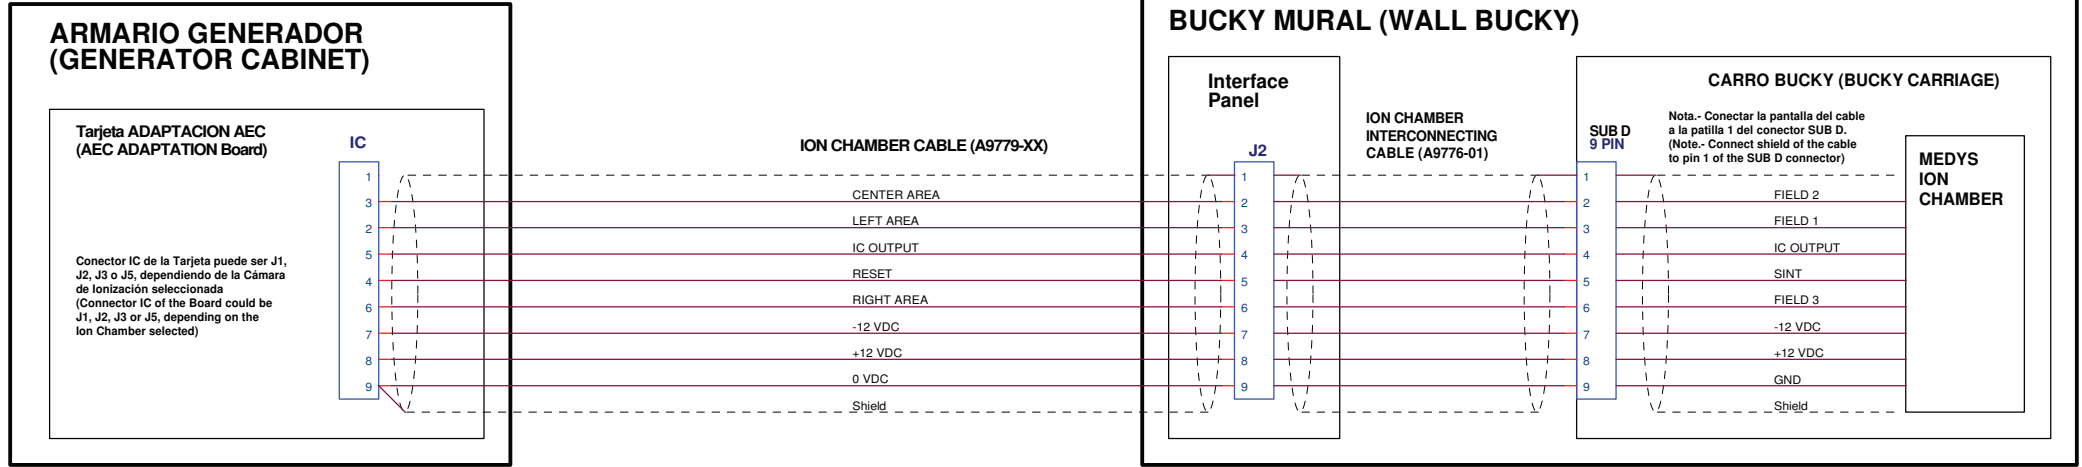 ARMARIO GENERADOR
(GENERATOR CABINET)
Tarjeta ADAPTACION AEC
(AEC ADAPTATION Board)
IC
Conector IC de la Tarjeta puede ser J1,
J2, J3 o J5, dependiendo de la Cámara
de Ionización seleccionada
(Connector IC of the Board could be
J1, J2, J3 or J5, depending on the
Ion Chamber selected)
1
3
2
5
4
6
7
8
9
ION CHAMBER CABLE (A9779-XX)
CENTER AREA
LEFT AREA
IC OUTPUT
RESET
RIGHT AREA
-12 VDC
+12 VDC
0 VDC
Shield
BUCKY MURAL (WALL BUCKY)
Interface
Panel
J2
1
2
3
4
5
6
7
8
9
ION CHAMBER
INTERCONNECTING
CABLE (A9776-01)
CARRO BUCKY (BUCKY CARRIAGE)
SUB D
9 PIN
1
2
3
4
5
6
7
8
9
Nota.- Conectar la pantalla del cable
a la patilla 1 del conector SUB D.
(Note.- Connect shield of the cable
to pin 1 of the SUB D connector)
FIELD 2
FIELD 1
IC OUTPUT
SINT
FIELD 3
-12 VDC
+12 VDC
GND
Shield
MEDYS
ION
CHAMBER